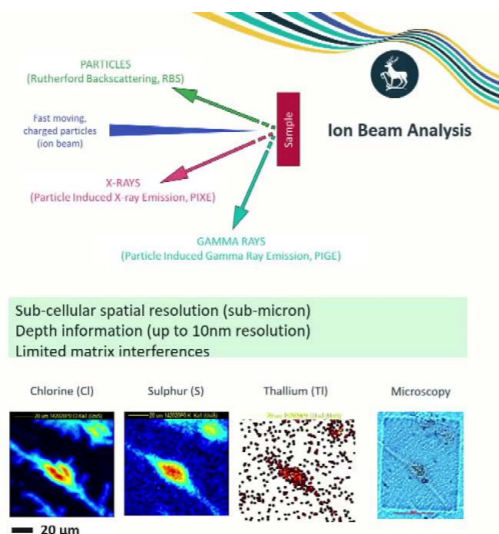 PARTICLES
(Rutherford Backscattering, RBS)
Fast moving,
charged particles
(ion beam)
Sample
Ion Beam Analysis
X-RAYS
(Particle Induced X-ray Emission, PIXE)
GAMMA RAYS
(Particle Induced Gamma Ray Emission, PIGE)
Sub-cellular spatial resolution (sub-micron)
Depth information (up to 10nm resolution)
Limited matrix interferences
Chlorine (Cl)
Sulphur (S)
Thallium (Tl)
Microscopy
20 μm